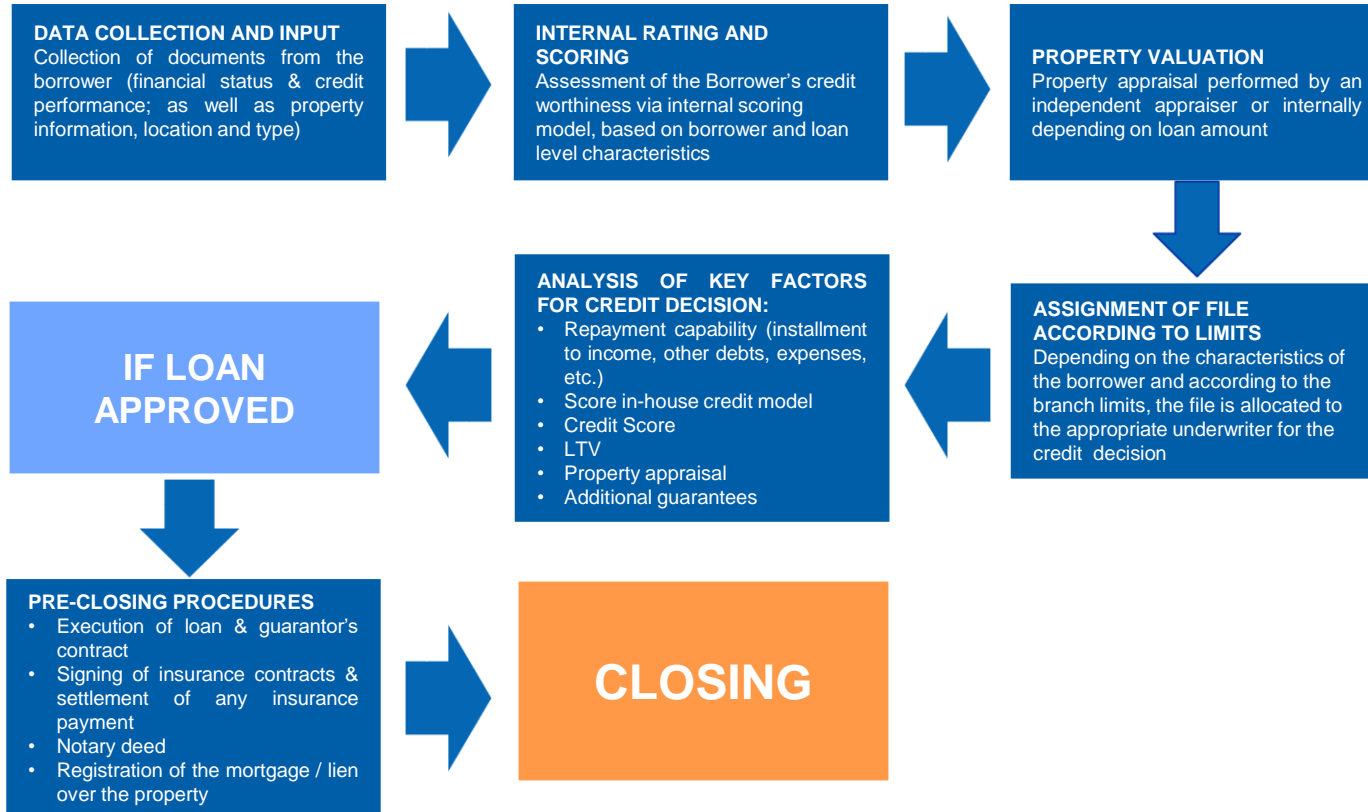 DATA COLLECTION AND INPUT
Collection of documents from the
borrower (financial status & credit
performance; as well as property
information, location and type)
INTERNAL RATING AND
SCORING
Assessment of the Borrower's credit
worthiness via internal scoring
model, based on borrower and loan
level characteristics
PROPERTY VALUATION
Property appraisal performed by an
independent appraiser or internally
depending on loan amount
ASSIGNMENT OF FILE
ACCORDING TO LIMITS
Depending on the characteristics of
the borrower and according to the
branch limits, the file is allocated to
the appropriate underwriter for the
credit decision
ANALYSIS OF KEY FACTORS
FOR CREDIT DECISION:
• Repayment capability (installment
to income, other debts, expenses,
etc.)
• Score in-house credit model
• Credit Score
• LTV
• Property appraisal
• Additional guarantees
IF LOAN
APPROVED
PRE-CLOSING PROCEDURES
• Execution of loan & guarantor's
contract
• Signing of insurance contracts &
settlement of any insurance
payment
• Notary deed
• Registration of the mortgage / lien
over the property
CLOSING